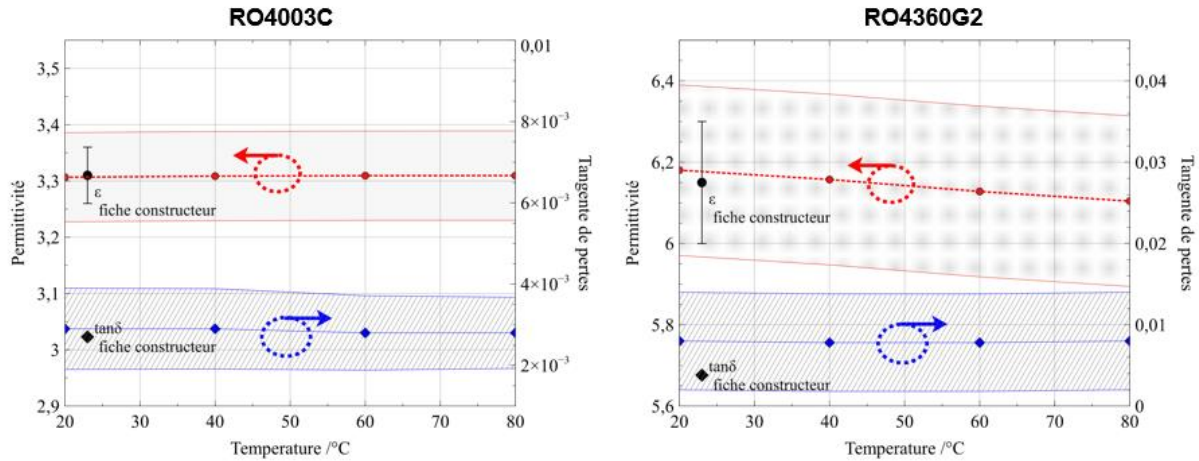 RO4003C
Permittivité
3,5
3,4
3,3
3,2
3,1
3
2,9
0,01
8×10⁻³
6×10⁻³
4×10⁻³
2×10⁻³
Tangente de pertes
ε
fiche constructeur
tanδ
fiche constructeur
20 30 40 50 60 70 80
Temperature /°C
RO4360G2
Permittivité
6,4
6,2
6
5,8
5,6
0,04
0,03
0,02
0,01
0
Tangente de pertes
ε
fiche constructeur
tanδ
fiche constructeur
20 30 40 50 60 70 80
Temperature /°C